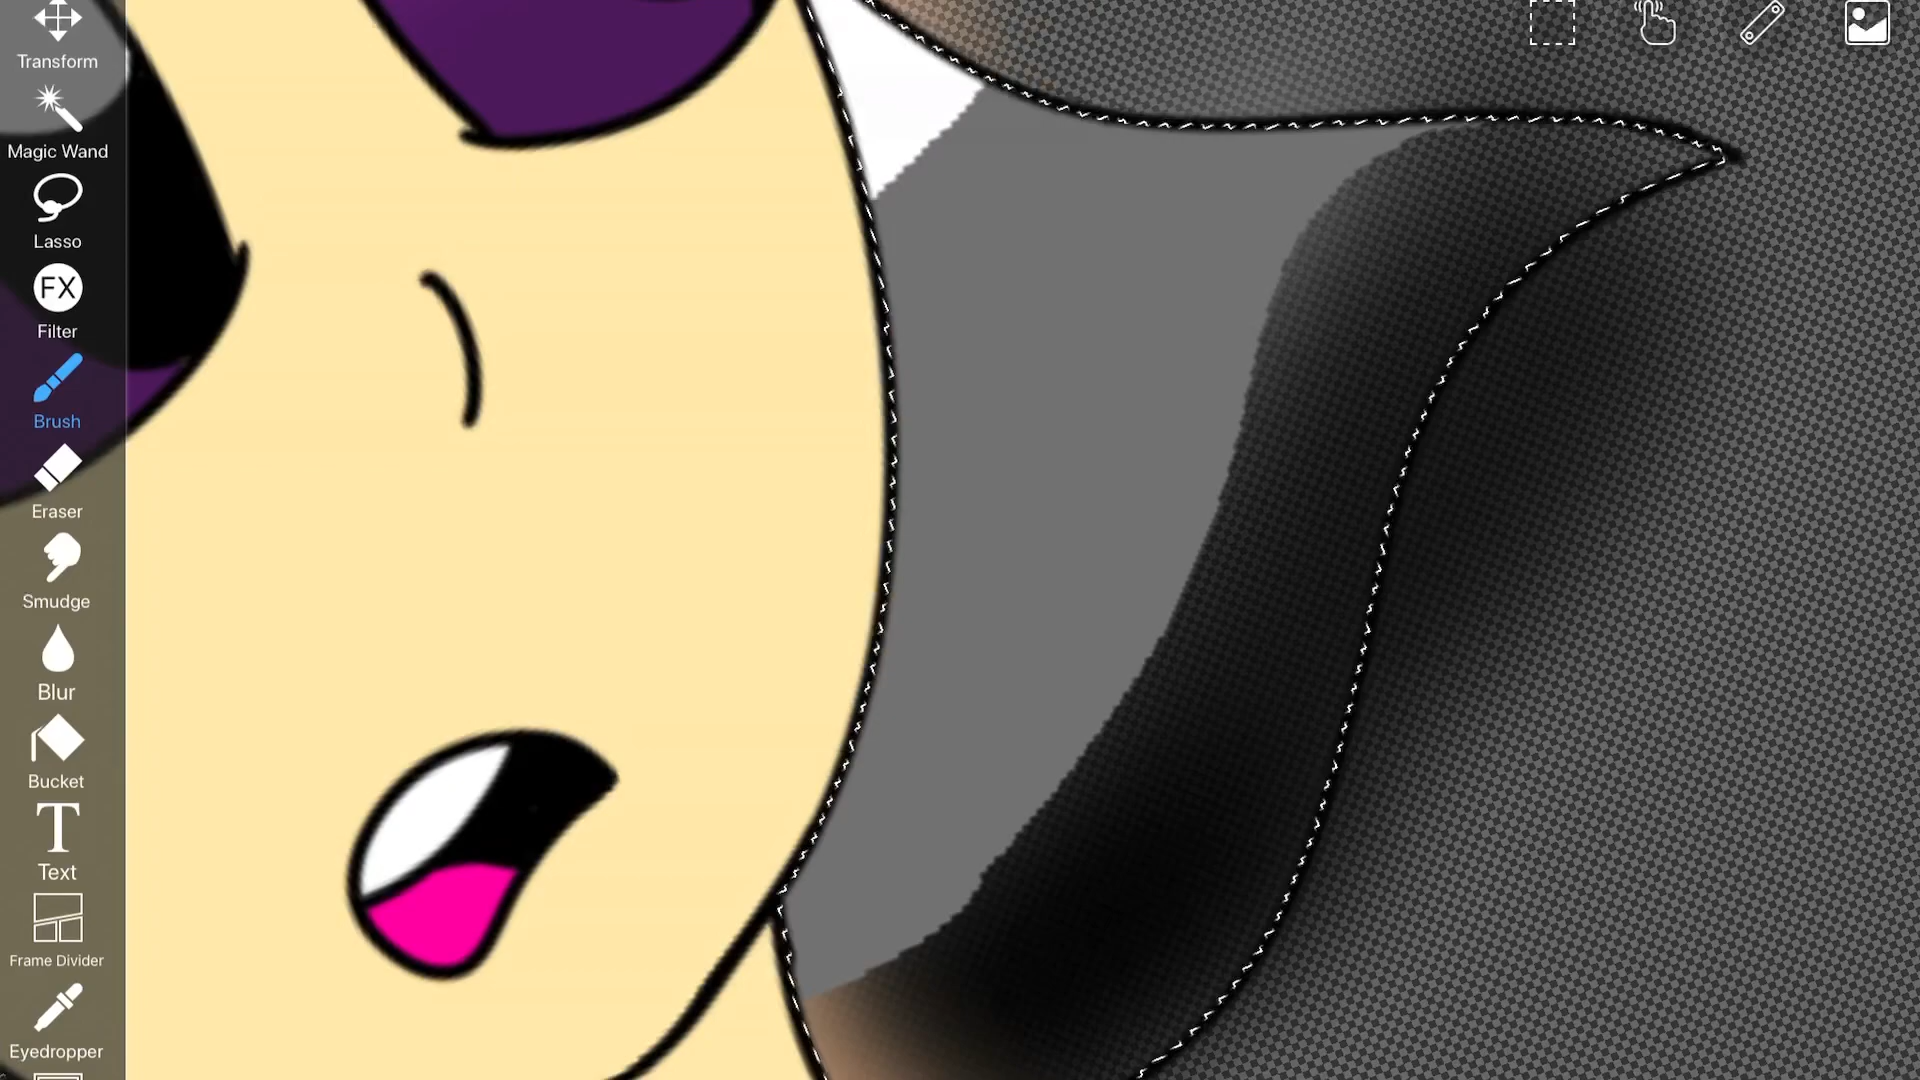 Transform
Magic Wand
Lasso
FX
Filter
Brush
Eraser
Smudge
Blur
Bucket
T
Text
Frame Divider
Eyedropper